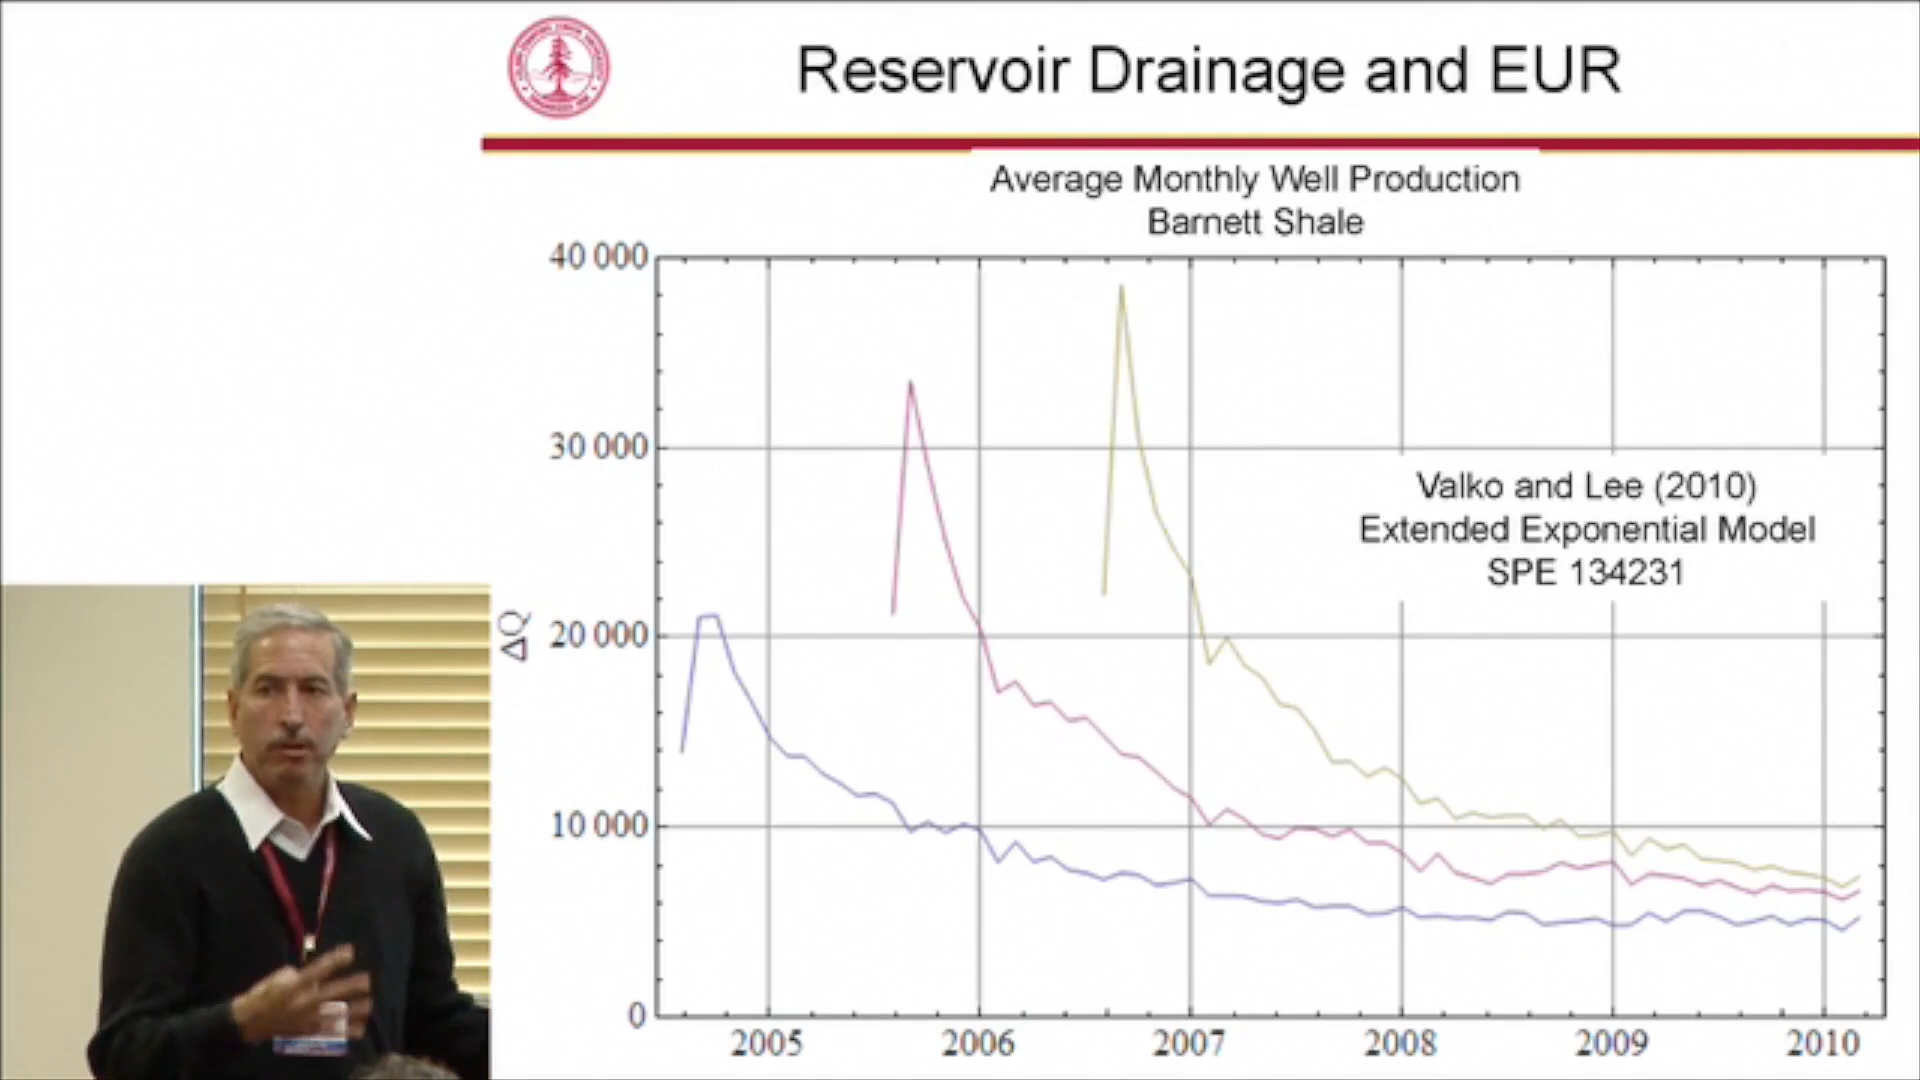 Reservoir Drainage and EUR
Average Monthly Well Production
Barnett Shale
40 000
30 000
20 000
10 000
0
ΔQ
Valko and Lee (2010)
Extended Exponential Model
SPE 134231
2005 2006 2007 2008 2009 2010